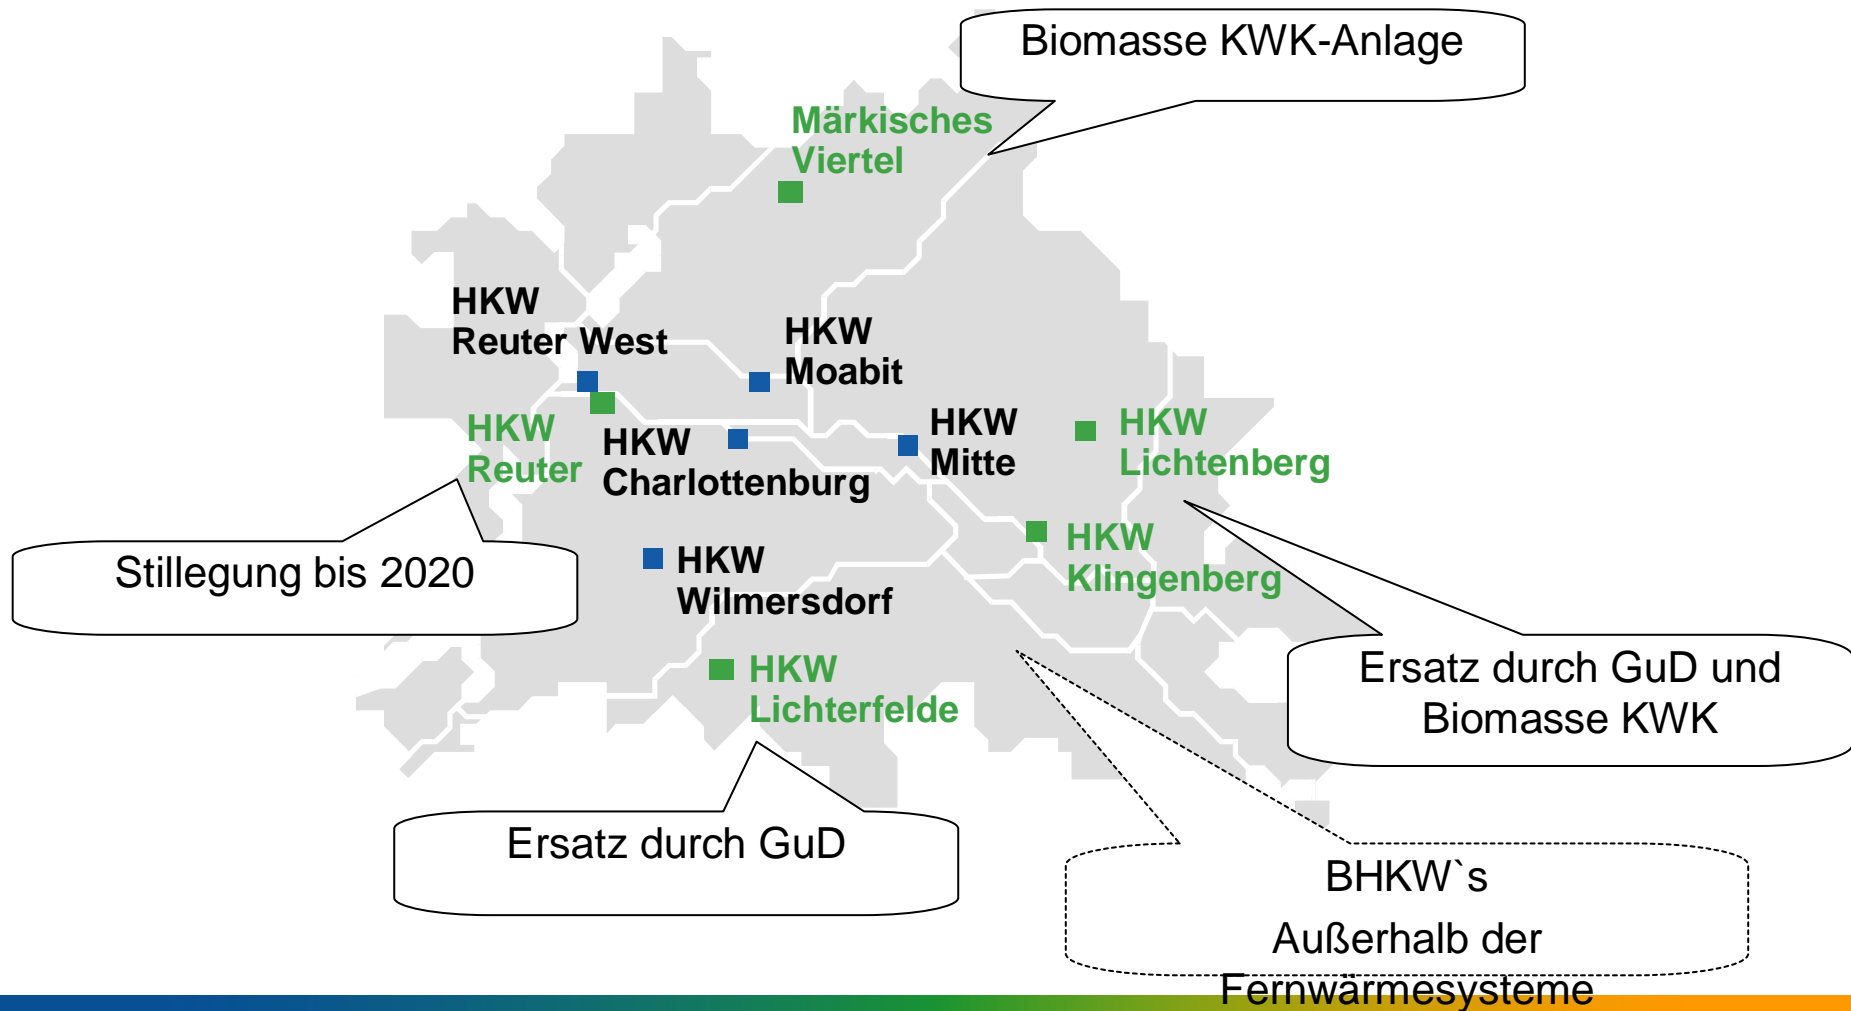 Biomasse KWK-Anlage
Märkisches
Viertel
HKW
Reuter West
HKW
Moabit
HKW
Reuter
HKW
Charlottenburg
HKW
Mitte
HKW
Lichtenberg
Stillegung bis 2020
HKW
Wilmersdorf
HKW
Klingenberg
HKW
Lichterfelde
Ersatz durch GuD und
Biomasse KWK
Ersatz durch GuD
BHKW`s
Außerhalb der
Fernwärmesysteme